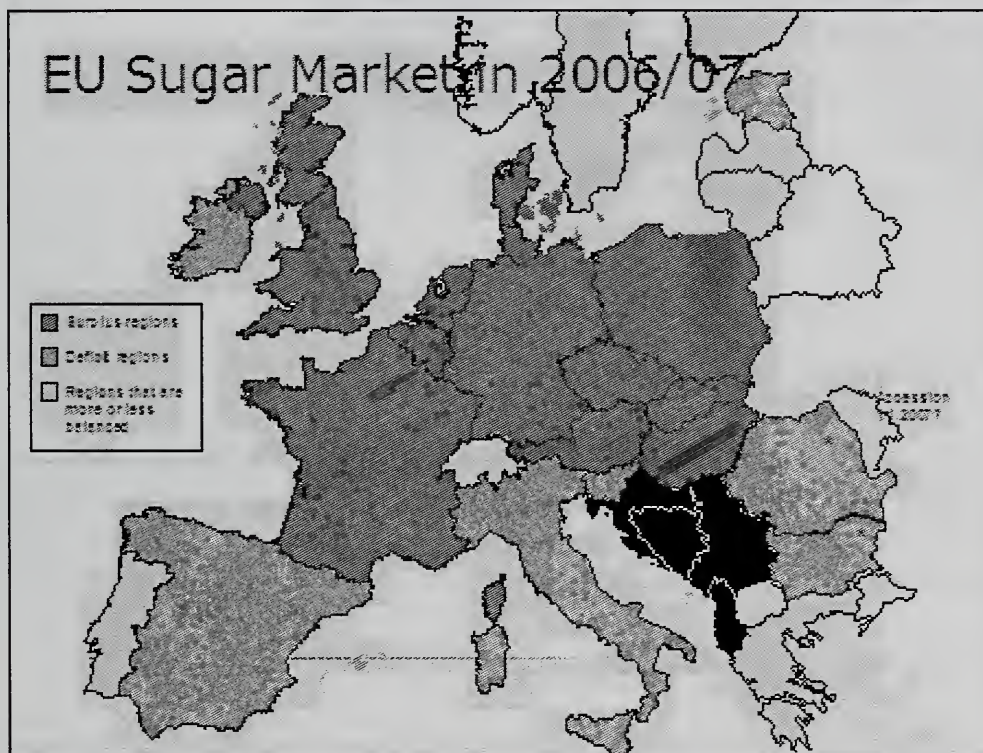 EU Sugar Market in 2006/07
Surplus regions
Deficit regions
Regions that are
more or less
balanced
Accession
2007?